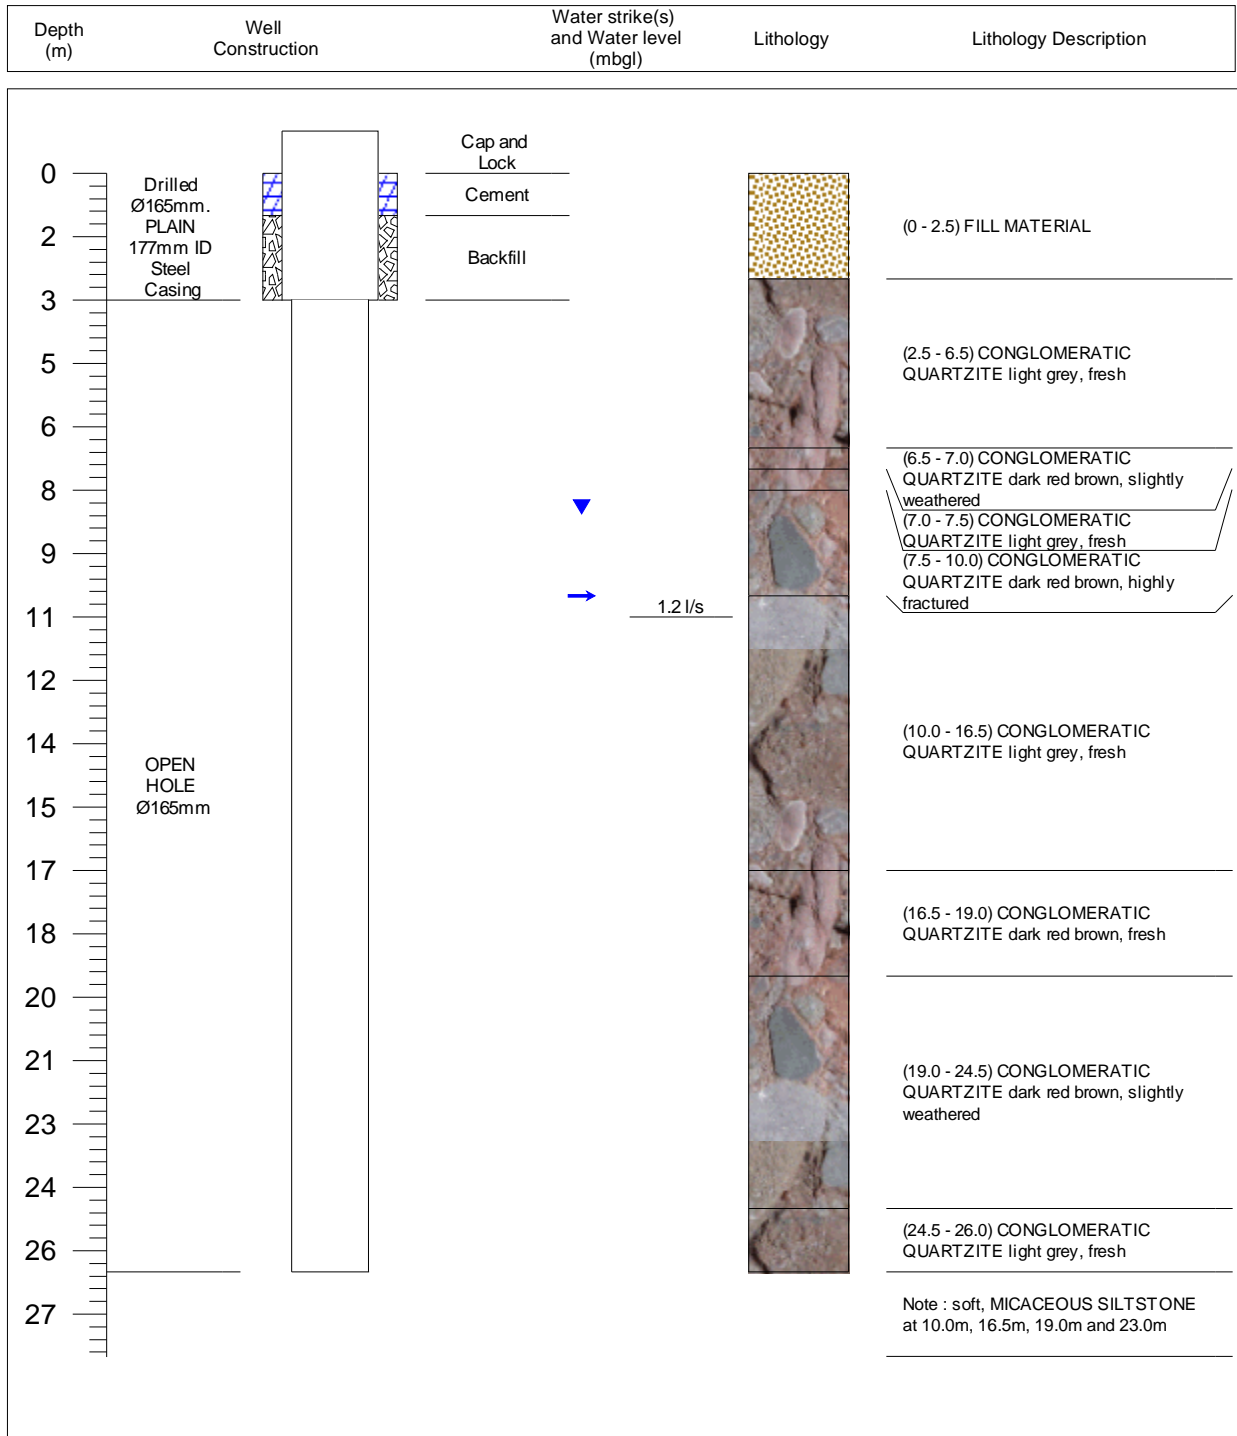 Depth
(m)
Well
Construction
Water strike(s)
and Water level
(mbgl)
Lithology
Lithology Description
0
2
3
5
6
8
9
11
12
14
15
17
18
20
21
23
24
26
27
Drilled
Ø165mm.
PLAIN
177mm ID
Steel
Casing
OPEN
HOLE
Ø165mm
Cap and
Lock
Cement
Backfill
1.2 l/s
(0 - 2.5) FILL MATERIAL
(2.5 - 6.5) CONGLOMERATIC
QUARTZITE light grey, fresh
(6.5 - 7.0) CONGLOMERATIC
QUARTZITE dark red brown, slightly
weathered
(7.0 - 7.5) CONGLOMERATIC
QUARTZITE light grey, fresh
(7.5 - 10.0) CONGLOMERATIC
QUARTZITE dark red brown, highly
fractured
(10.0 - 16.5) CONGLOMERATIC
QUARTZITE light grey, fresh
(16.5 - 19.0) CONGLOMERATIC
QUARTZITE dark red brown, fresh
(19.0 - 24.5) CONGLOMERATIC
QUARTZITE dark red brown, slightly
weathered
(24.5 - 26.0) CONGLOMERATIC
QUARTZITE light grey, fresh
Note : soft, MICACEOUS SILTSTONE
at 10.0m, 16.5m, 19.0m and 23.0m